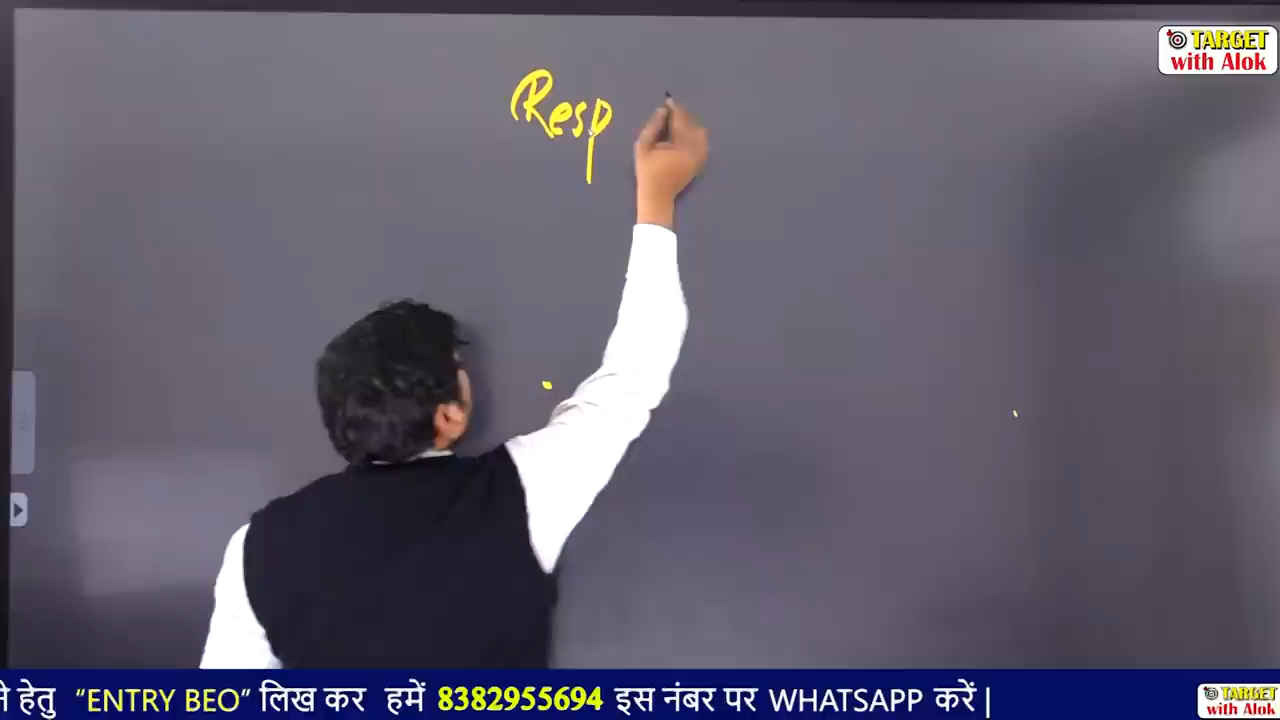 TARGET
with Alok
Resp
ने हेतु "ENTRY BEO" लिख कर हमें 8382955694 इस नंबर पर WHATSAPP करें |
TARGET
with Alok